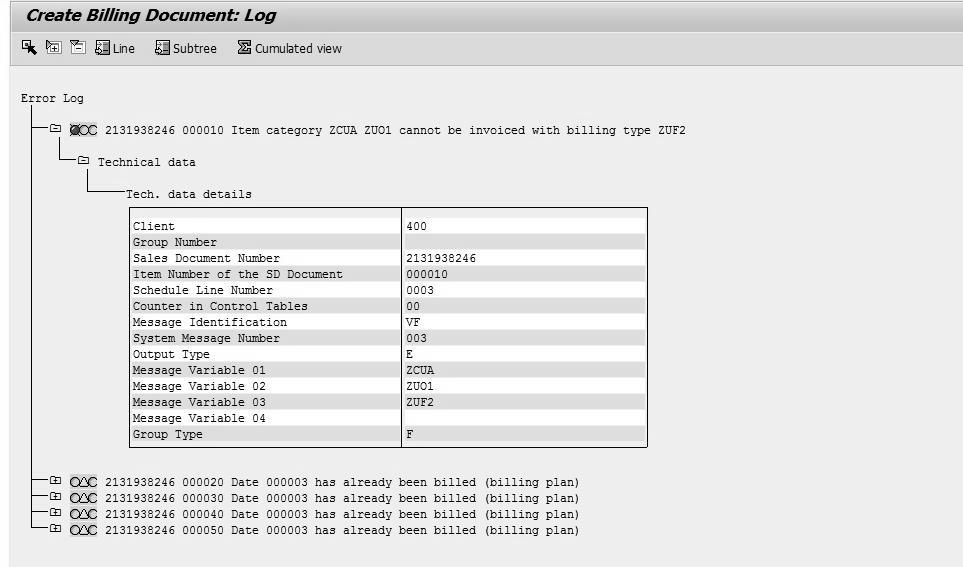 Create Billing Document: Log
Line Subtree Cumulated view
Error Log
2131938246 000010 Item category ZCUA ZUO1 cannot be invoiced with billing type ZUF2
Technical data
Tech. data details
Client 400
Group Number
Sales Document Number 2131938246
Item Number of the SD Document 000010
Schedule Line Number 0003
Counter in Control Tables 00
Message Identification VF
System Message Number 003
Output Type E
Message Variable 01 ZCUA
Message Variable 02 ZUO1
Message Variable 03 ZUF2
Message Variable 04
Group Type F
2131938246 000020 Date 000003 has already been billed (billing plan)
2131938246 000030 Date 000003 has already been billed (billing plan)
2131938246 000040 Date 000003 has already been billed (billing plan)
2131938246 000050 Date 000003 has already been billed (billing plan)